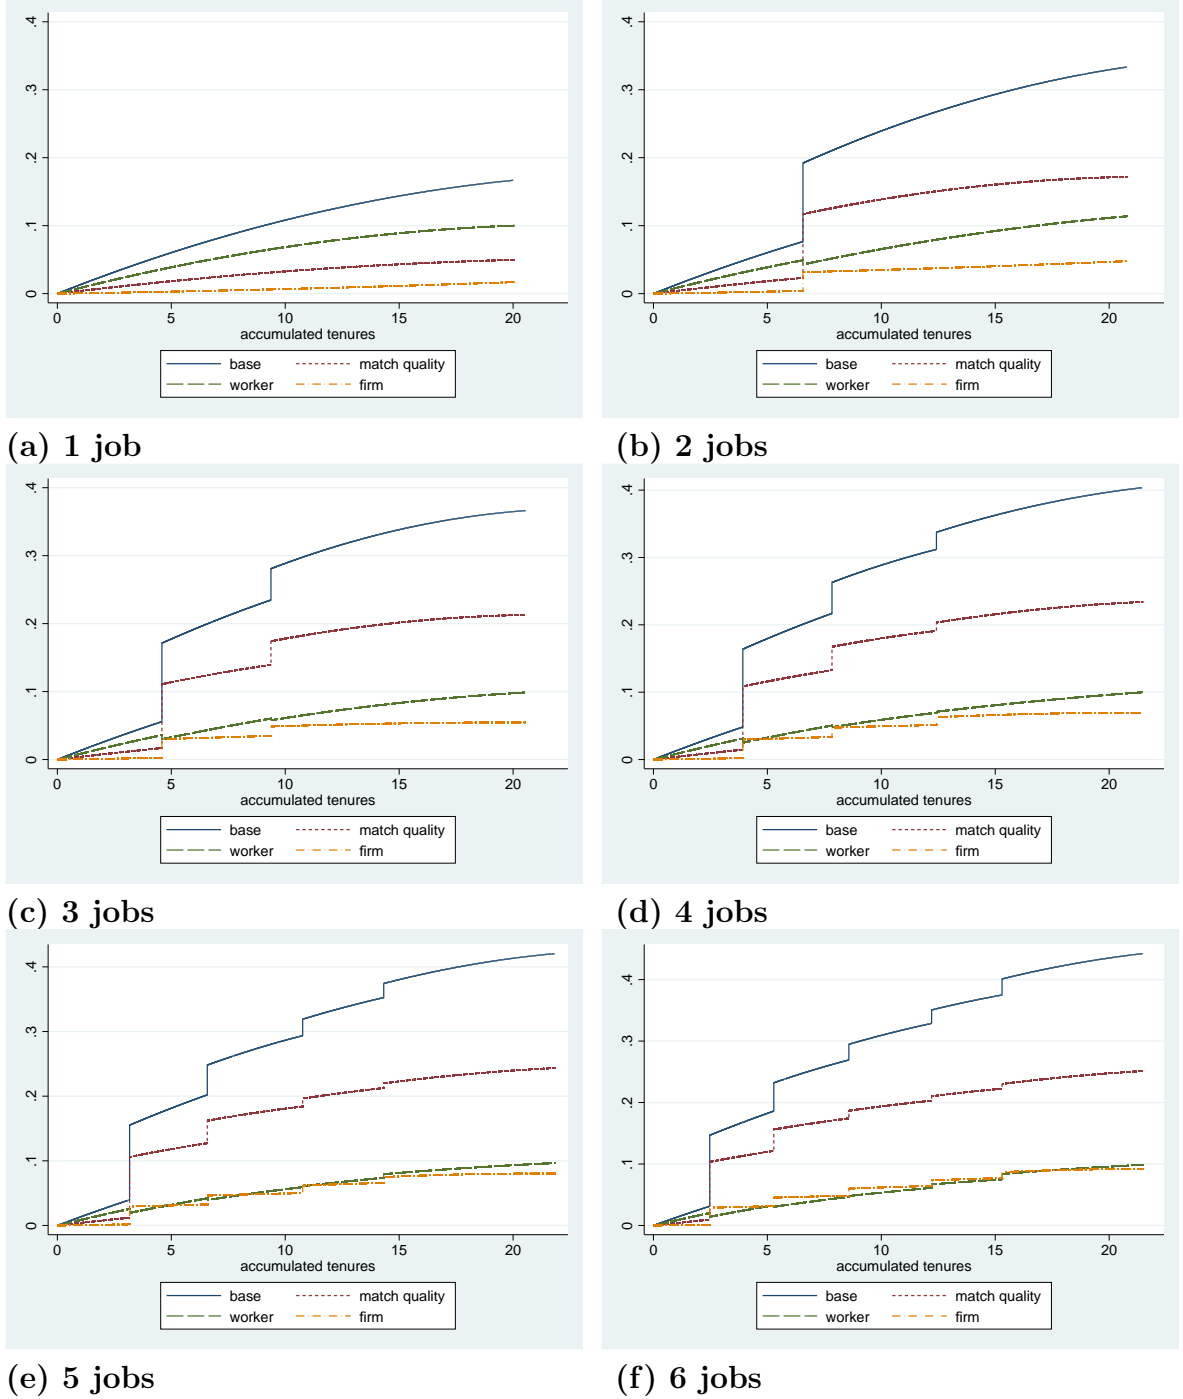 .4
.3
.2
.1
0
0 5 10 15 20
accumulated tenures
base match quality
worker firm
(a) 1 job
.4
.3
.2
.1
0
0 5 10 15 20
accumulated tenures
base match quality
worker firm
(b) 2 jobs
.4
.3
.2
.1
0
0 5 10 15 20
accumulated tenures
base match quality
worker firm
(c) 3 jobs
.4
.3
.2
.1
0
0 5 10 15 20
accumulated tenures
base match quality
worker firm
(d) 4 jobs
.4
.3
.2
.1
0
0 5 10 15 20
accumulated tenures
base match quality
worker firm
(e) 5 jobs
.4
.3
.2
.1
0
0 5 10 15 20
accumulated tenures
base match quality
worker firm
(f) 6 jobs